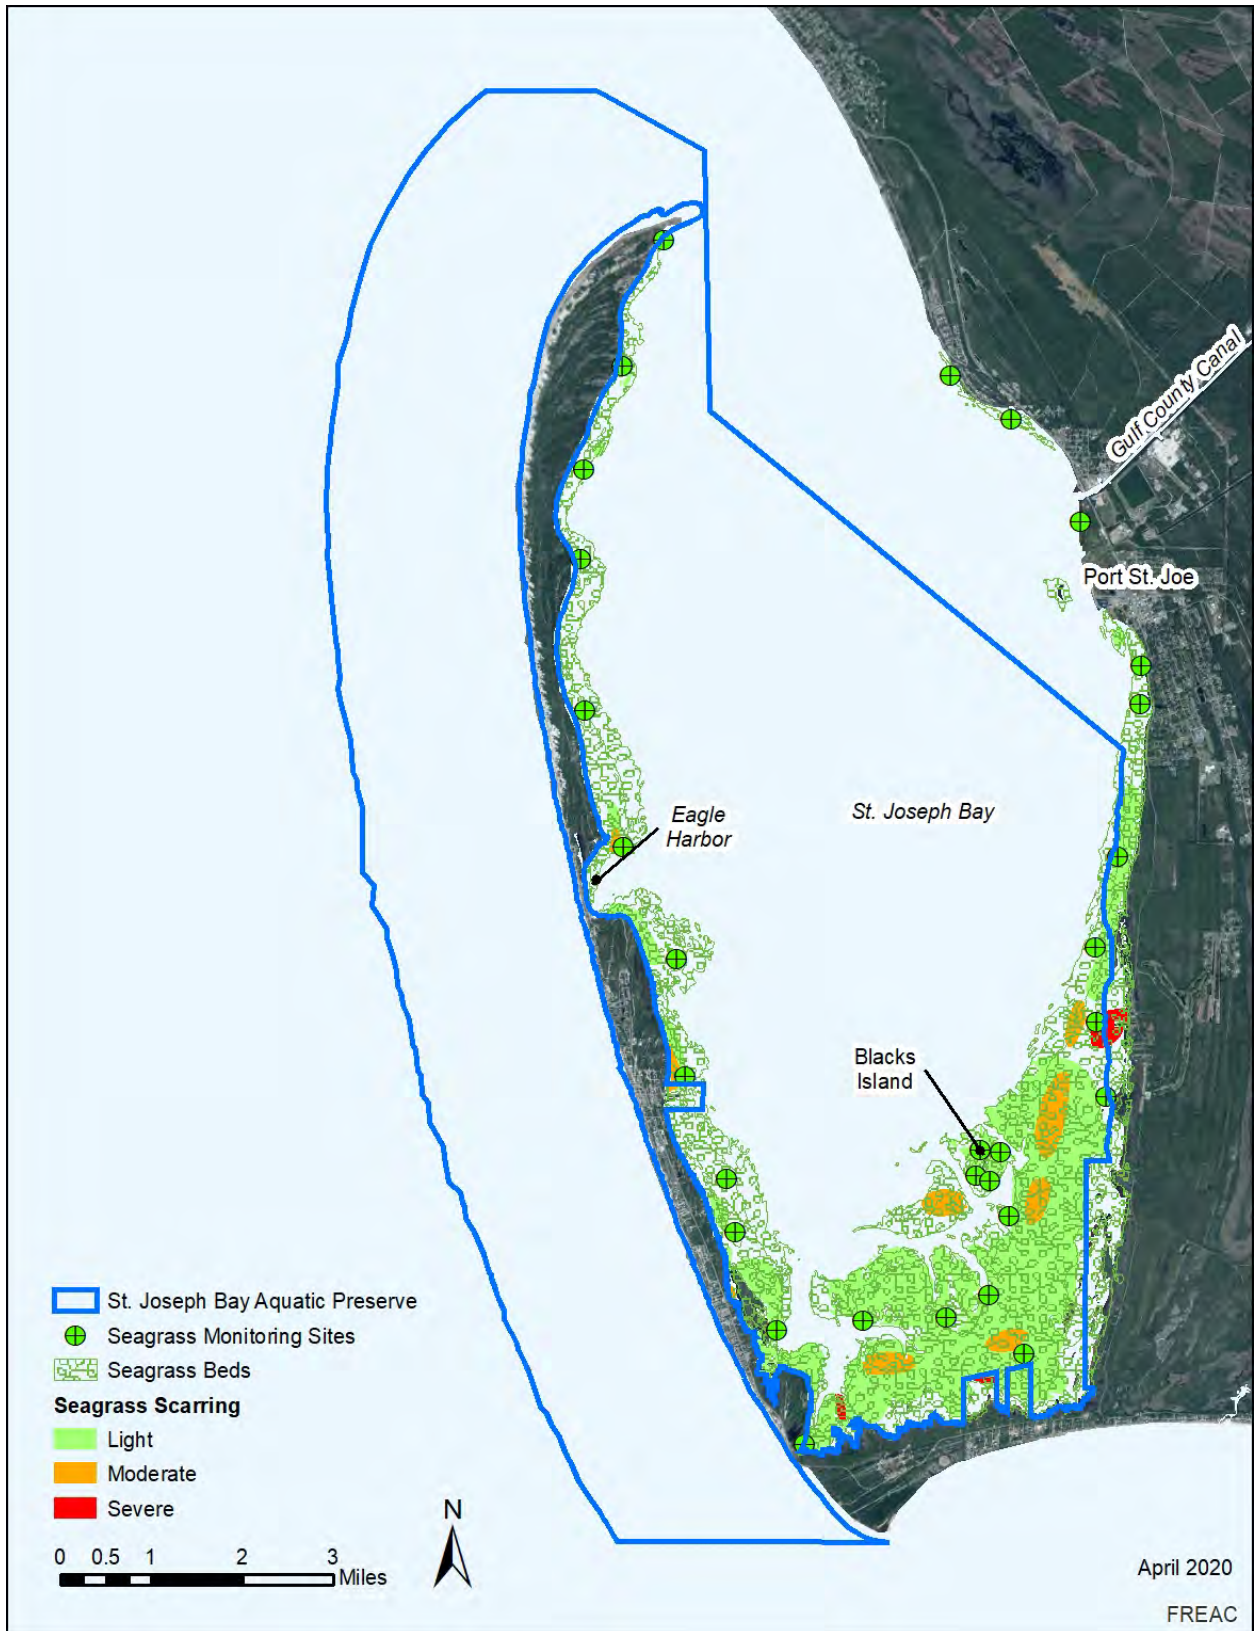 Gulf County Canal
Port St. Joe
Eagle
Harbor
St. Joseph Bay
Blacks
Island
St. Joseph Bay Aquatic Preserve
Seagrass Monitoring Sites
Seagrass Beds
Seagrass Scarring
Light
Moderate
Severe
N
0 0.5 1 2 3
Miles
April 2020
FREAC